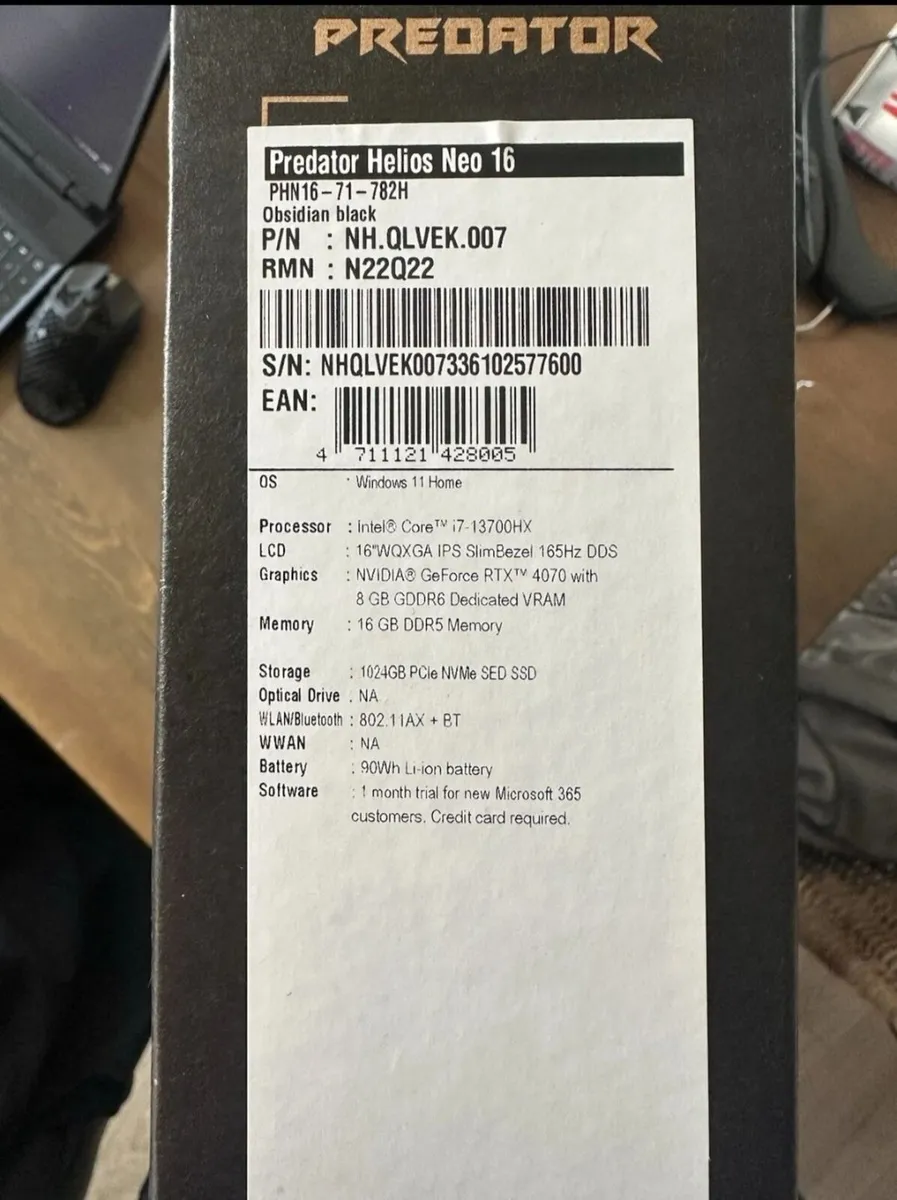 PREDATOR
Predator Helios Neo 16
PHN16-71-782H
Obsidian black
P/N : NH.QLVEK.007
RMN : N22Q22
S/N: NHQLVEK007336102577600
EAN:
4 711121 428005
OS : Windows 11 Home
Processor : Intel® Core™ i7-13700HX
LCD : 16"WQXGA IPS SlimBezel 165Hz DDS
Graphics : NVIDIA® GeForce RTX™ 4070 with
8 GB GDDR6 Dedicated VRAM
Memory : 16 GB DDR5 Memory
Storage : 1024GB PCIe NVMe SED SSD
Optical Drive : NA
WLAN/Bluetooth : 802.11AX + BT
WWAN : NA
Battery : 90Wh Li-ion battery
Software : 1 month trial for new Microsoft 365
customers. Credit card required.